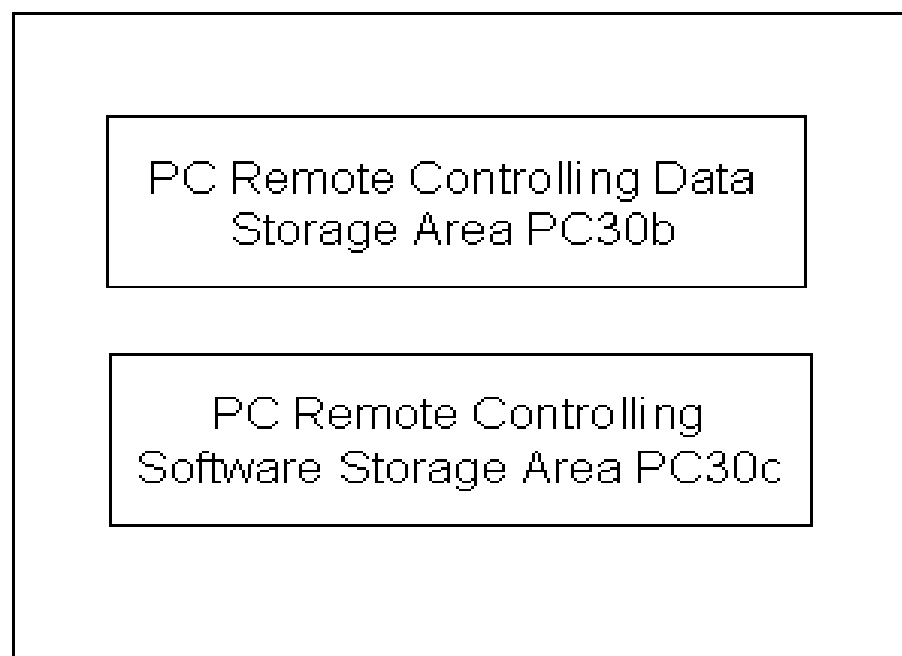 PC Remote Controlling Data
Storage Area PC30b
PC Remote Controlling
Software Storage Area PC30c